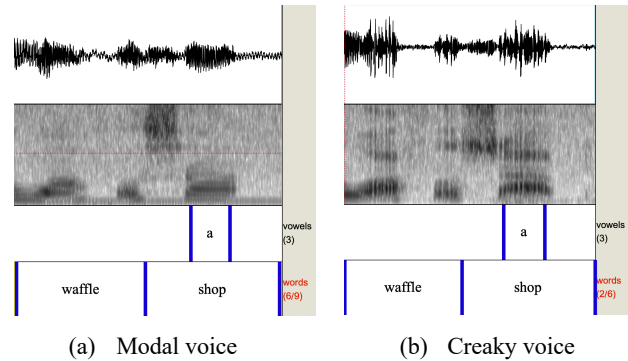 a
vowels
(3)
waffle
shop
words
(6/9)
a
vowels
(3)
waffle
shop
words
(2/6)
(a) Modal voice
(b) Creaky voice